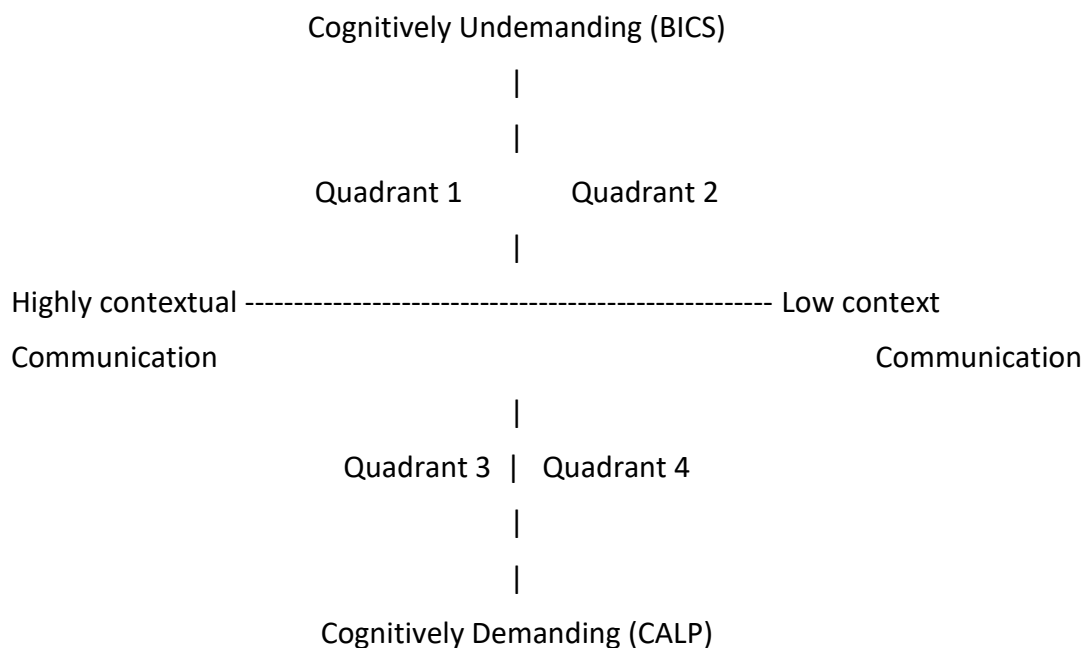 Cognitively Undemanding (BICS)
|
|
Quadrant 1 Quadrant 2
|
Highly contextual ------------------------------------------------------ Low context
Communication Communication
|
Quadrant 3 | Quadrant 4
|
|
Cognitively Demanding (CALP)